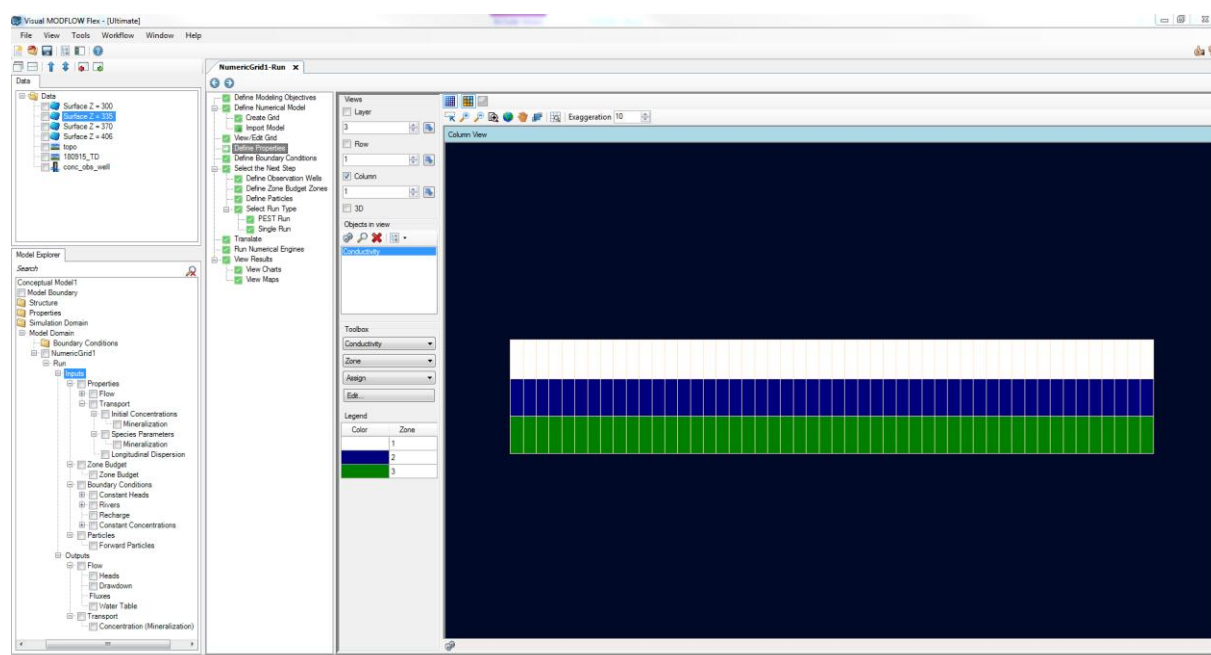 Visual MODFLOW Flex - [Ultimate]
File View Tools Workflow Window Help
Data
Data
Surface Z = 300
Surface Z = 335
Surface Z = 370
Surface Z = 406
topo
180915_TD
conc_obs_well
Model Explorer
Search
Conceptual Model1
Model Boundary
Structure
Properties
Simulation Domain
Model Domain
Boundary Conditions
NumericGrid1
Run
Inputs
Properties
Flow
Transport
Initial Concentrations
Mineralization
Species Parameters
Mineralization
Longitudinal Dispersion
Zone Budget
Zone Budget
Boundary Conditions
Constant Heads
Rivers
Recharge
Constant Concentrations
Particles
Forward Particles
Outputs
Flow
Heads
Drawdown
Fluxes
Water Table
Transport
Concentration (Mineralization)
NumericGrid1-Run x
Define Modeling Objectives
Define Numerical Model
Create Grid
Import Model
View/Edit Grid
Define Properties
Define Boundary Conditions
Select the Next Step
Define Observation Wells
Define Zone Budget Zones
Define Particles
Select Run Type
PEST Run
Single Run
Translate
Run Numerical Engines
View Results
View Charts
View Maps
Views
Layer
3
Row
1
Column
1
3D
Objects in view
Conductivity
Toolbox
Conductivity
Zone
Assign
Edit...
Legend
Color Zone
1
2
3
Exaggeration 10
Column View